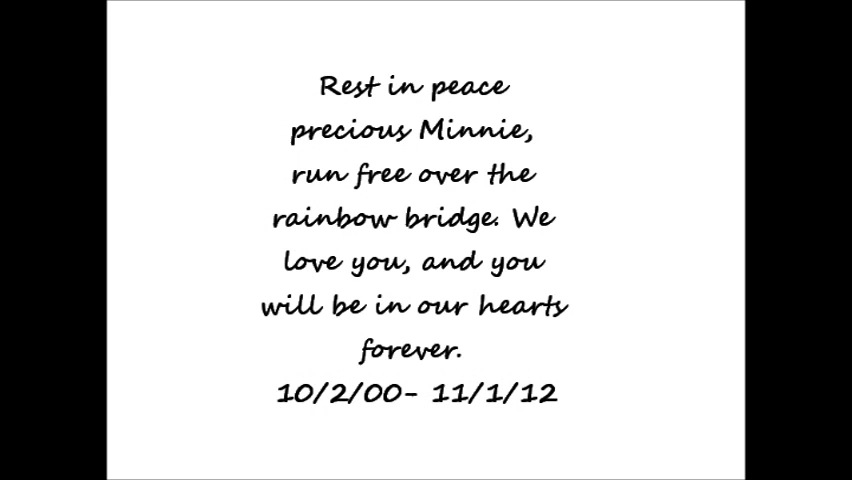 Rest in peace
precious Minnie,
run free over the
rainbow bridge. We
love you, and you
will be in our hearts
forever.
10/2/00- 11/1/12